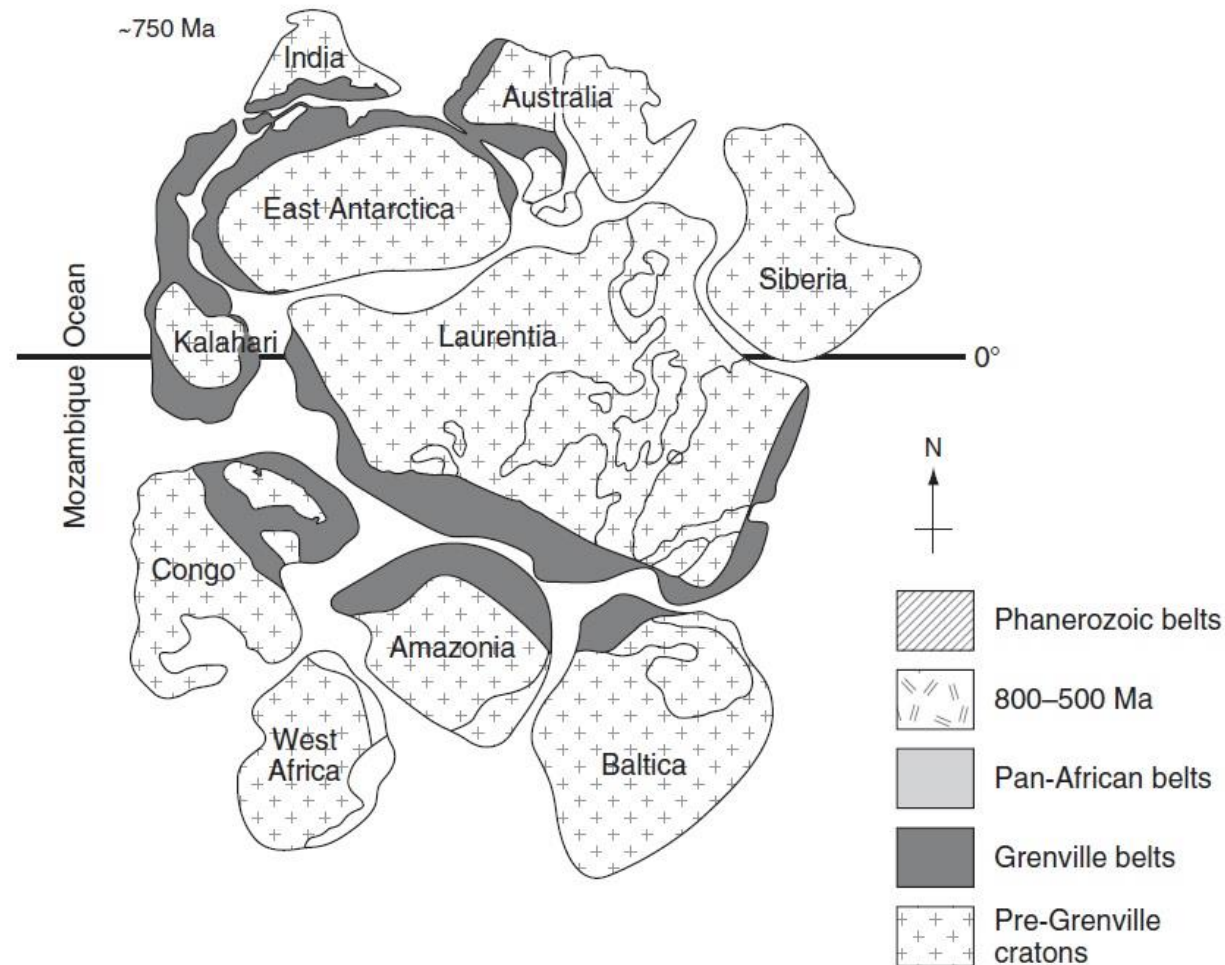 ~750 Ma
India
Australia
East Antarctica
Siberia
Laurentia
Kalahari
0°
Mozambique Ocean
N
Congo
Amazonia
West
Africa
Baltica
Phanerozoic belts
800–500 Ma
Pan-African belts
Grenville belts
Pre-Grenville
cratons